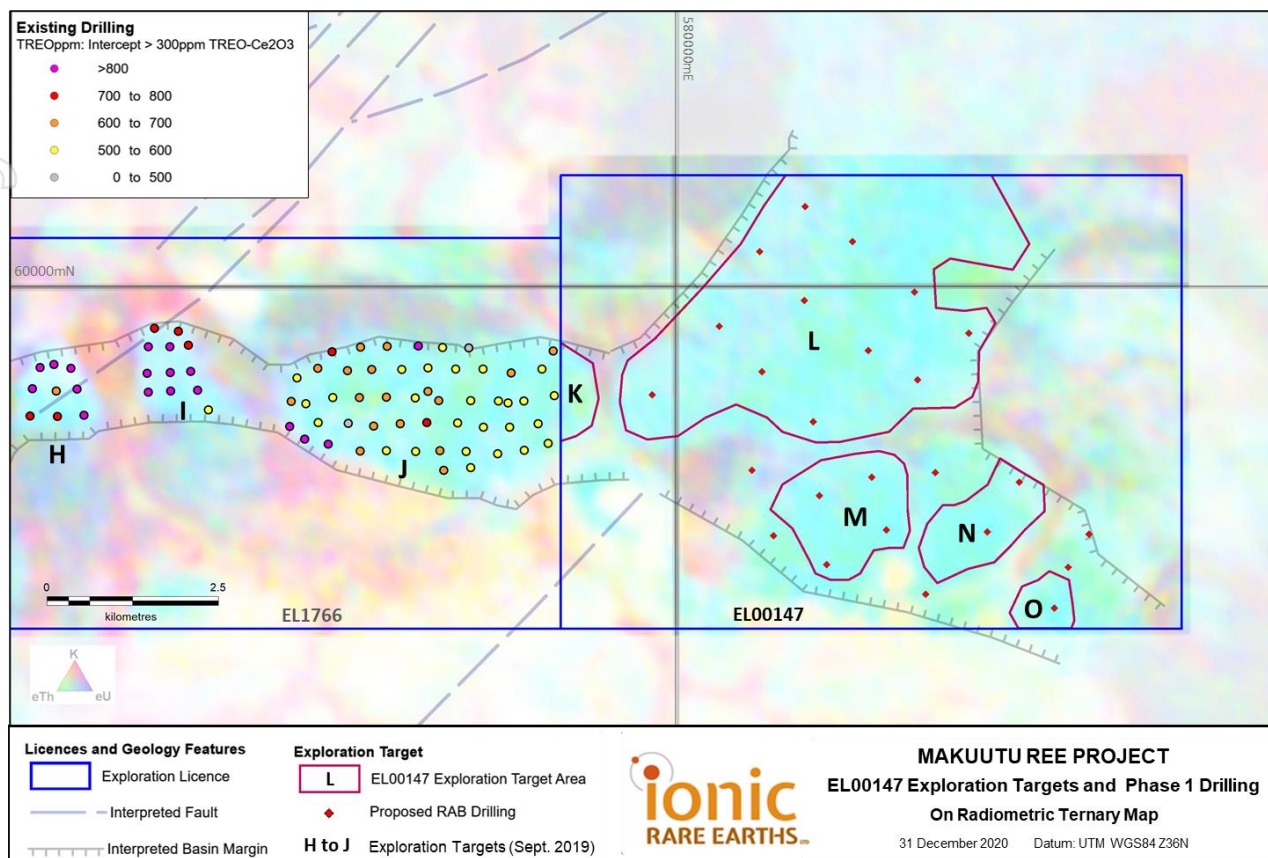 Existing Drilling
TREOppm: Intercept > 300ppm TREO-Ce2O3
>800
700 to 800
600 to 700
500 to 600
0 to 500
580000mE
60000mN
L
K
H
I
J
M
N
O
0 2.5
kilometres
EL1766
EL00147
K
eTh eU
Licences and Geology Features
Exploration Licence
Interpreted Fault
Interpreted Basin Margin
Exploration Target
L EL00147 Exploration Target Area
Proposed RAB Drilling
H to J Exploration Targets (Sept. 2019)
ionic
RARE EARTHS LTD
MAKUUTU REE PROJECT
EL00147 Exploration Targets and Phase 1 Drilling
On Radiometric Ternary Map
31 December 2020 Datum: UTM WGS84 Z36N